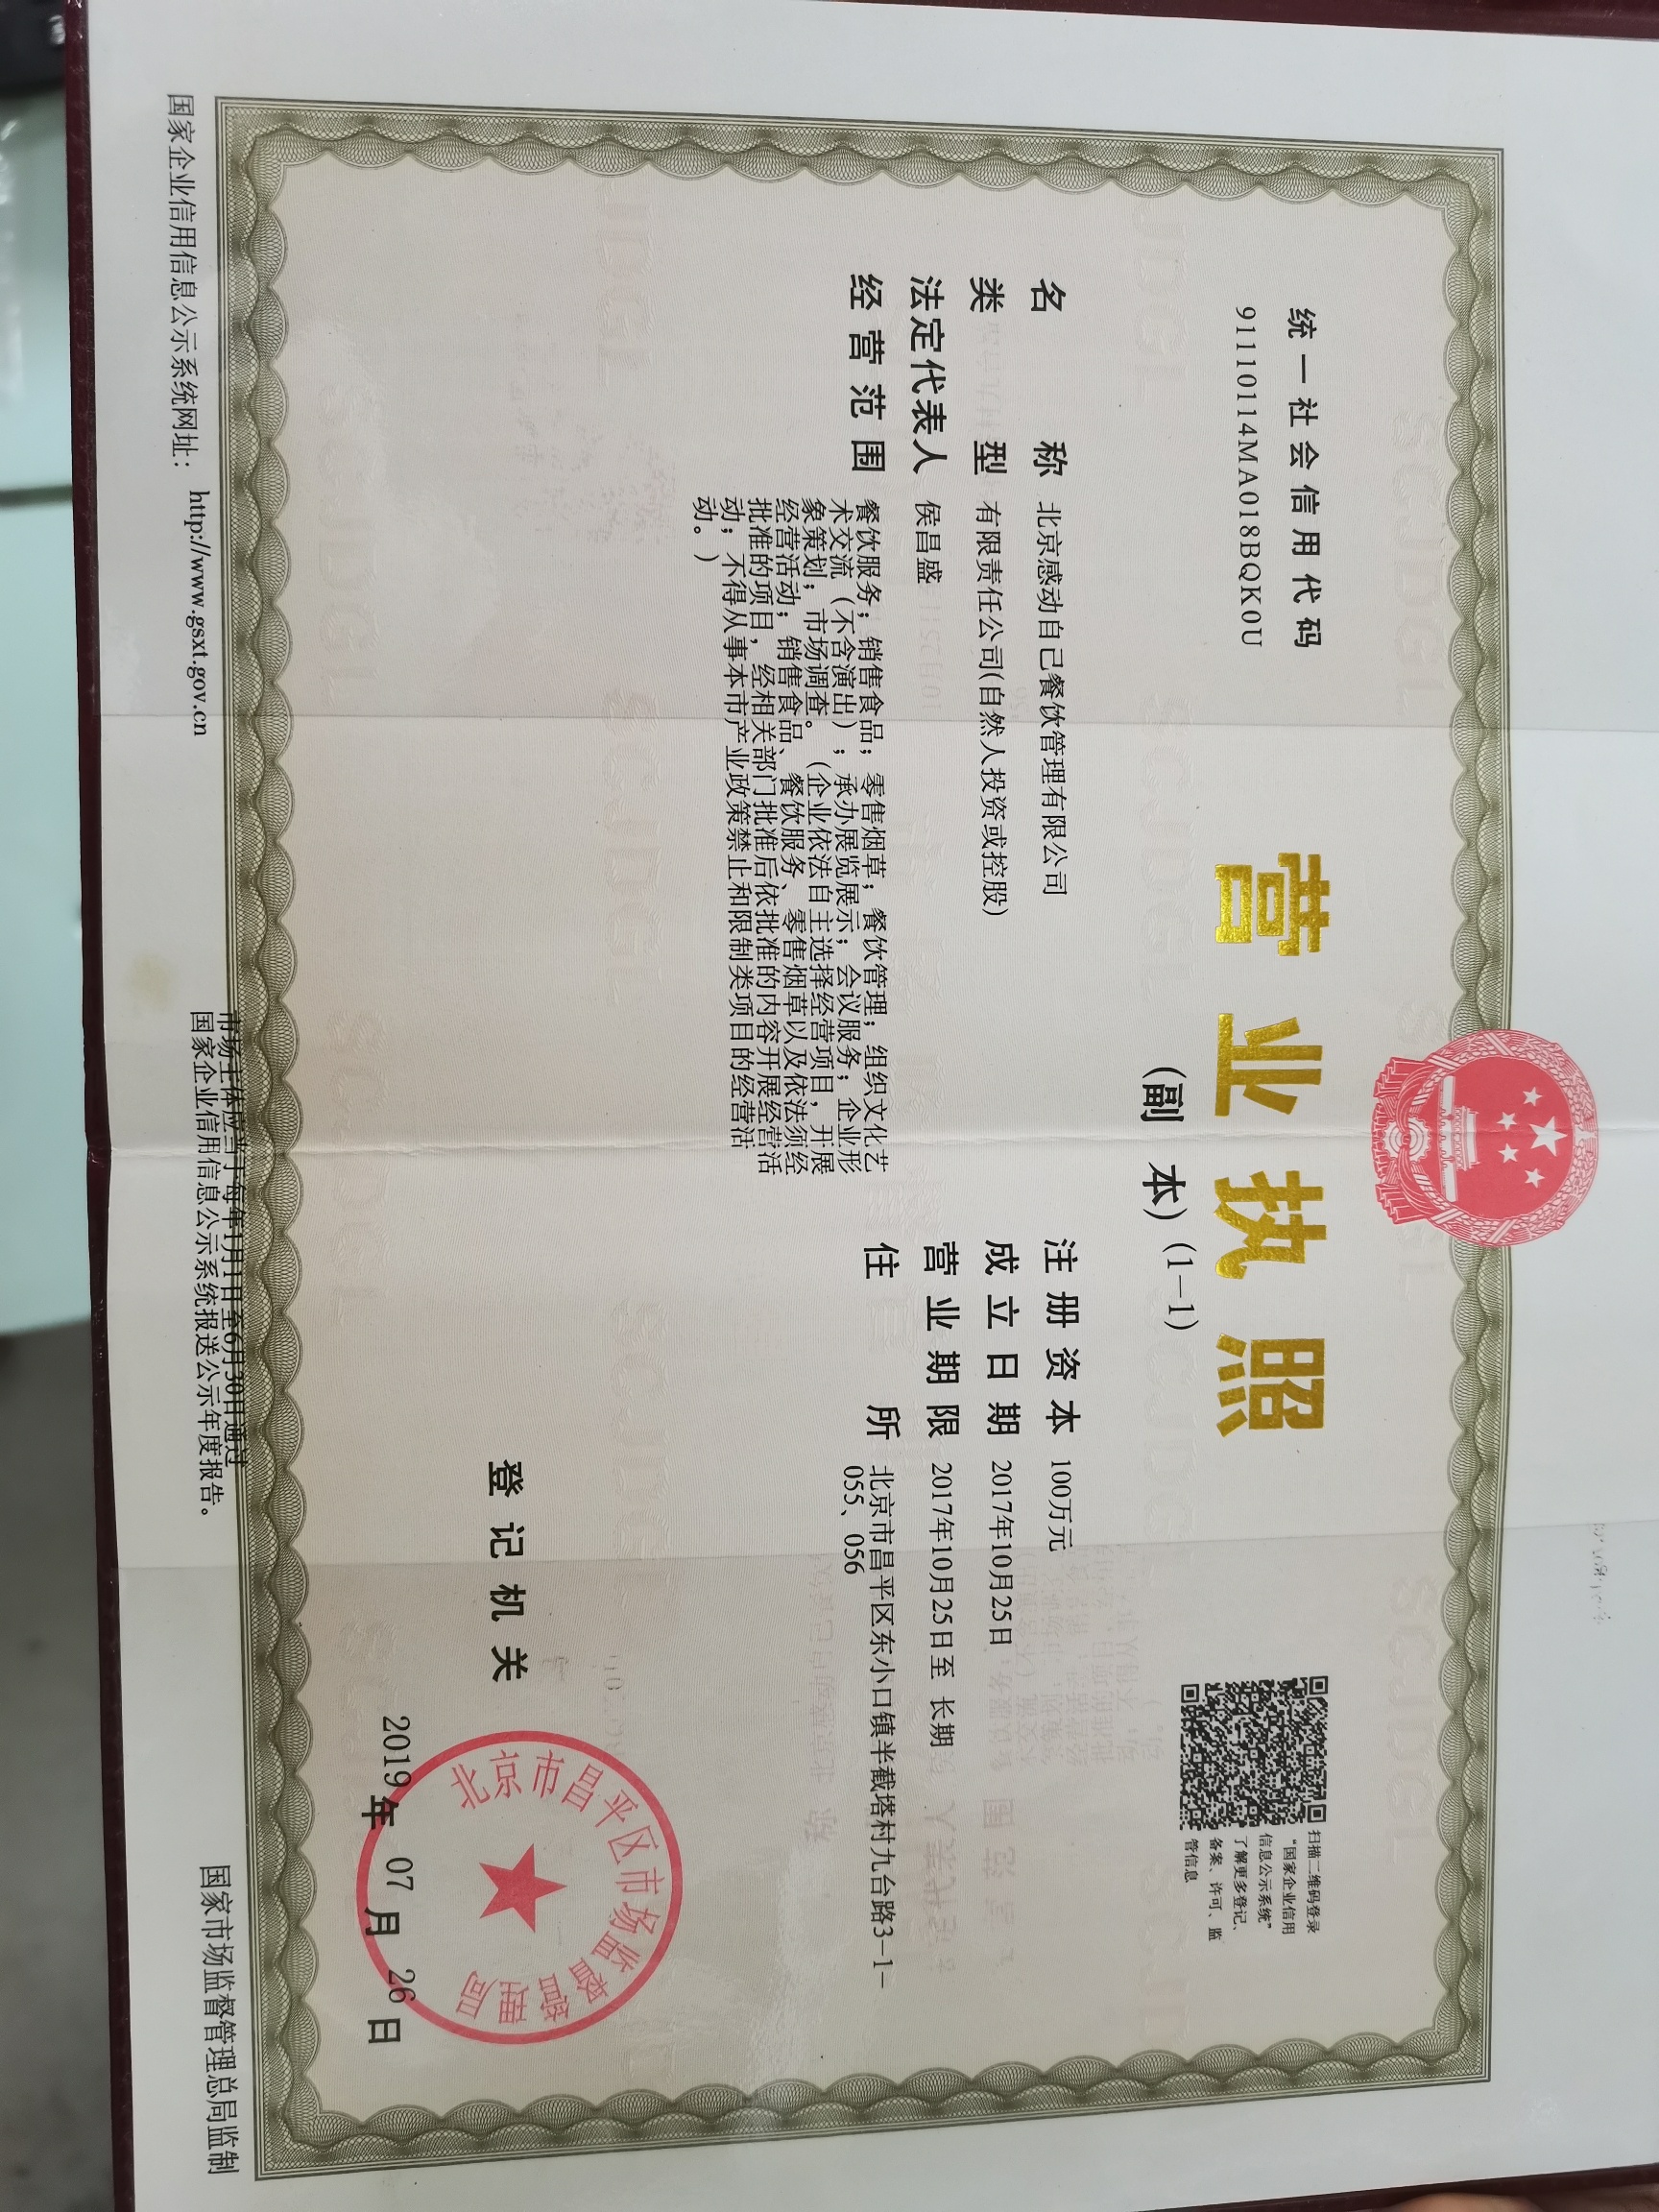 统一社会信用代码
91110114MA018BQK0U
营业执照
(副 本) (1-1)
扫描二维码登录
“国家企业信用
信息公示系统”
了解更多登记、
备案、许可、监
管信息
名 称 北京感动自己餐饮管理有限公司
类 型 有限责任公司(自然人投资或控股)
法定代表人 侯昌盛
经营范围 餐饮服务；销售食品；零售烟草；餐饮管理；组织文化艺
术交流（不含演出）；承办展览展示；会议服务；企业形
象策划；市场调查。（企业依法自主选择经营项目，开展
经营活动；销售食品、餐饮服务、零售烟草以及依法须经
批准的项目，经相关部门批准后依批准的内容开展经营活
动；不得从事本市产业政策禁止和限制类项目的经营活
动。）
注册资本 100万元
成立日期 2017年10月25日
营业期限 2017年10月25日至 长期
住 所 北京市昌平区东小口镇半截塔村九台路3-1-
055、056
登记机关
北京市昌平区市场监督管理局
2019年 07月 26日
国家企业信用信息公示系统网址： http://www.gsxt.gov.cn
市场主体应当于每年1月1日至6月30日通过
国家企业信用信息公示系统报送公示年度报告。
国家市场监督管理总局监制